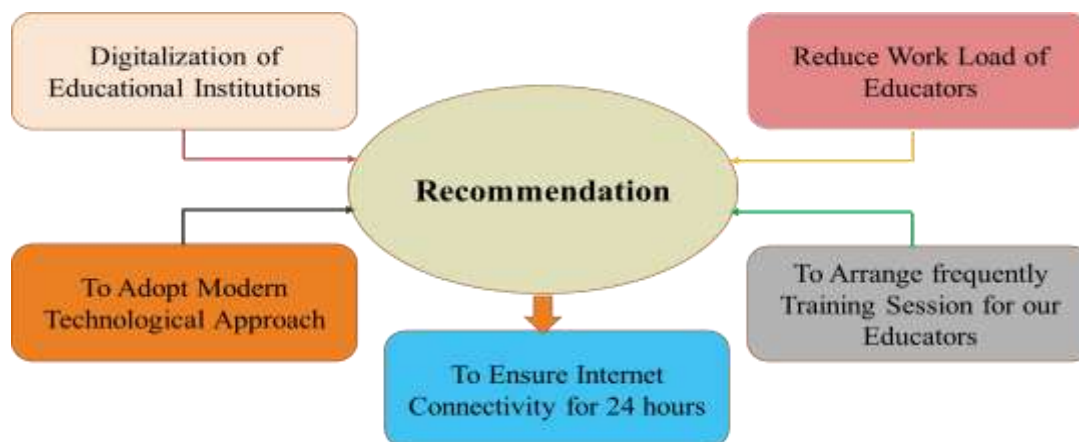 Digitalization of
Educational Institutions
Reduce Work Load of
Educators
Recommendation
To Adopt Modern
Technological Approach
To Arrange frequently
Training Session for our
Educators
To Ensure Internet
Connectivity for 24 hours